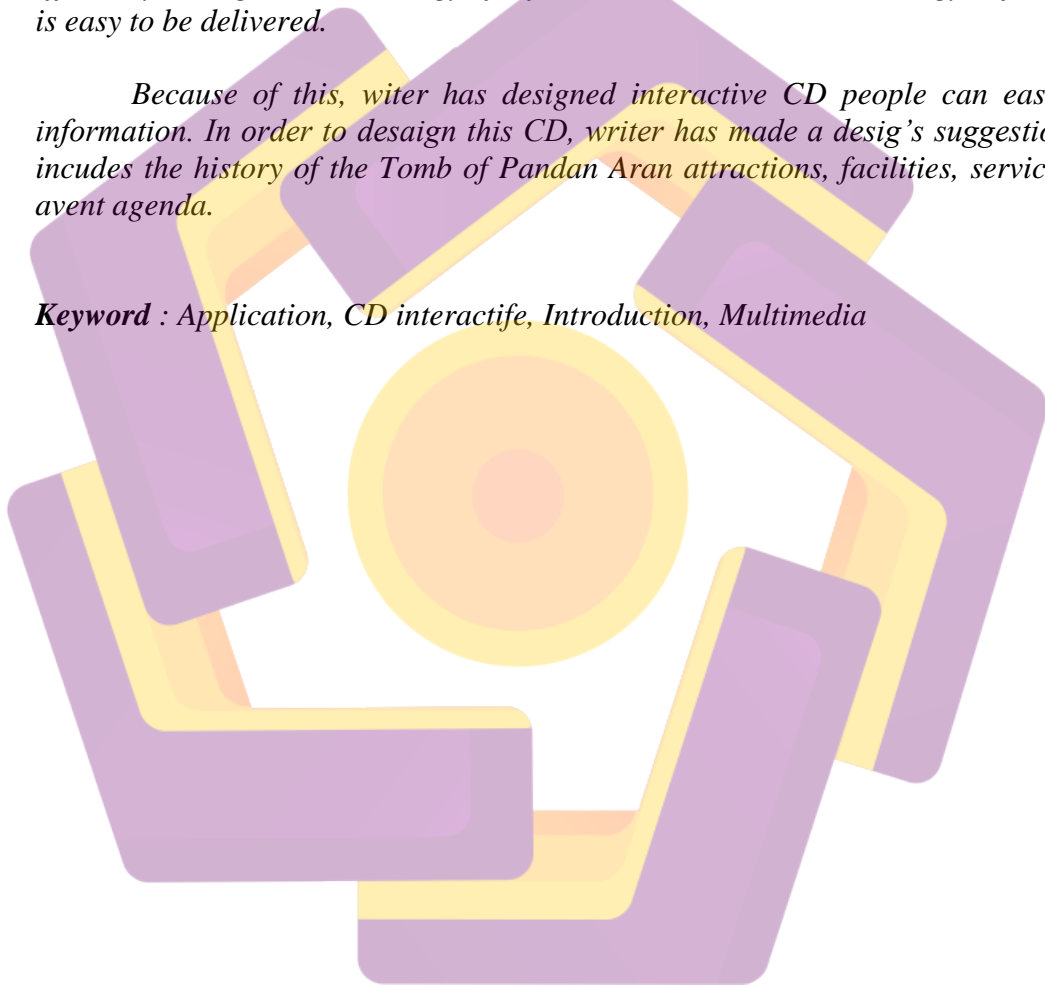 is easy to be delivered.
Because of this, witer has designed interactive CD people can eas
information. In order to desaign this CD, writer has made a desig's suggestio
incudes the history of the Tomb of Pandan Aran attractions, facilities, servic
avent agenda.
Keyword : Application, CD interactife, Introduction, Multimedia